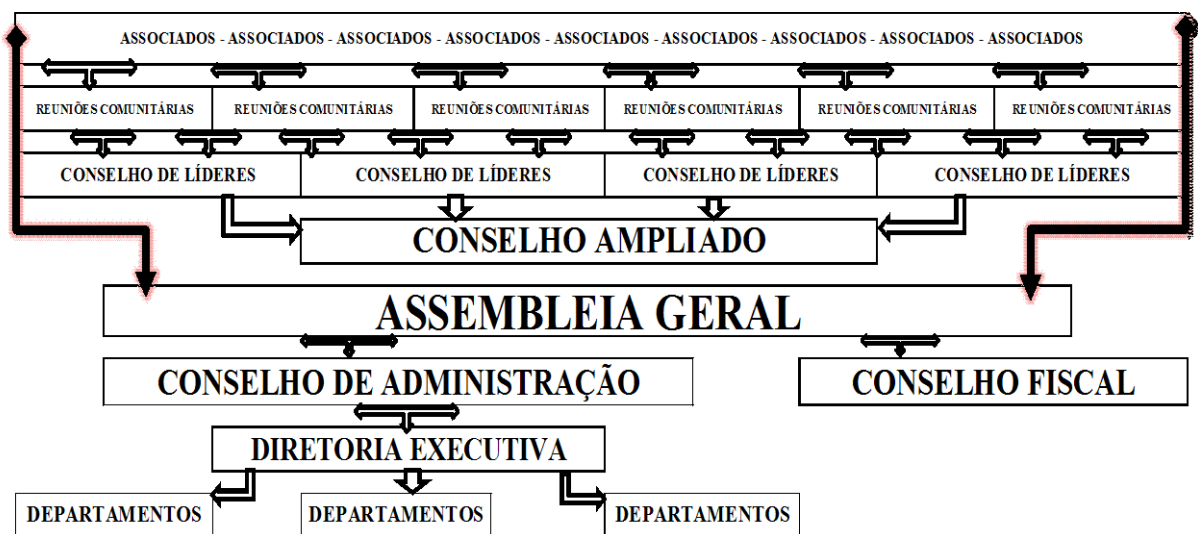 ASSOCIADOS - ASSOCIADOS - ASSOCIADOS - ASSOCIADOS - ASSOCIADOS - ASSOCIADOS - ASSOCIADOS - ASSOCIADOS - ASSOCIADOS
REUNIÕES COMUNITÁRIAS REUNIÕES COMUNITÁRIAS REUNIÕES COMUNITÁRIAS REUNIÕES COMUNITÁRIAS REUNIÕES COMUNITÁRIAS REUNIÕES COMUNITÁRIAS
CONSELHO DE LÍDERES CONSELHO DE LÍDERES CONSELHO DE LÍDERES CONSELHO DE LÍDERES
CONSELHO AMPLIADO
ASSEMBLEIA GERAL
CONSELHO DE ADMINISTRAÇÃO CONSELHO FISCAL
DIRETORIA EXECUTIVA
DEPARTAMENTOS DEPARTAMENTOS DEPARTAMENTOS